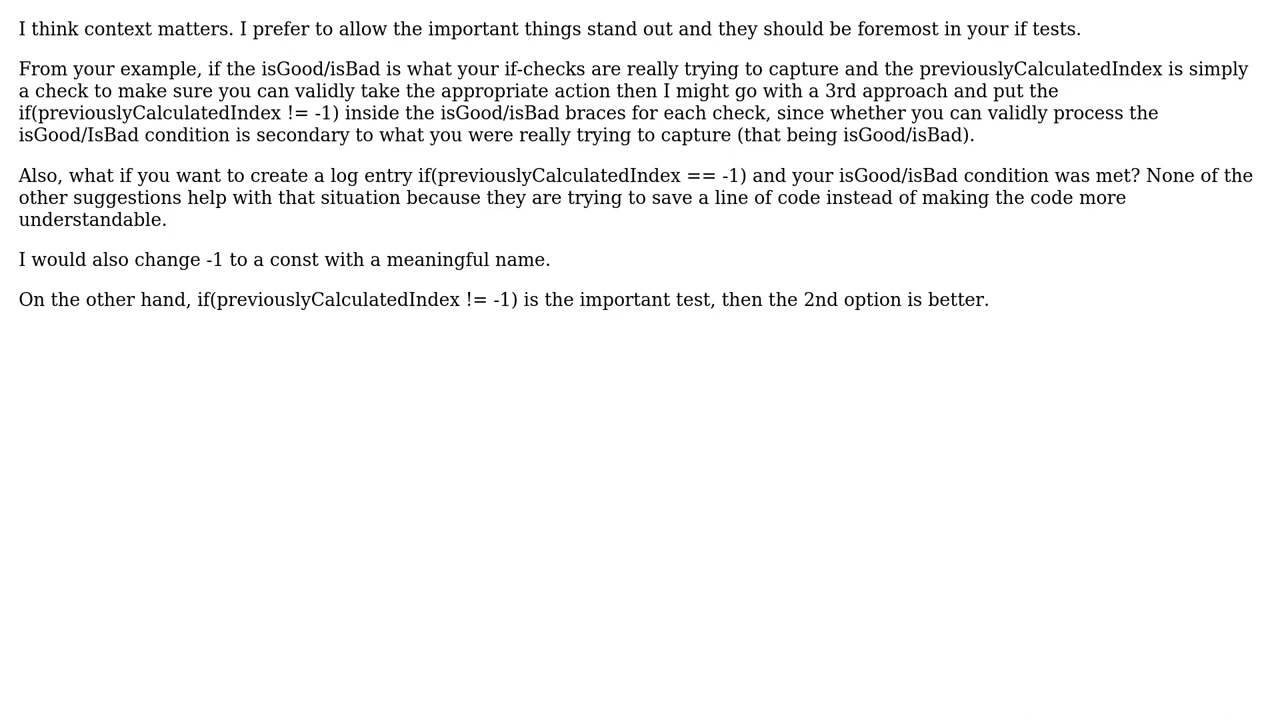 I think context matters. I prefer to allow the important things stand out and they should be foremost in your if tests.
From your example, if the isGood/isBad is what your if-checks are really trying to capture and the previouslyCalculatedIndex is simply
a check to make sure you can validly take the appropriate action then I might go with a 3rd approach and put the
if(previouslyCalculatedIndex != -1) inside the isGood/isBad braces for each check, since whether you can validly process the
isGood/IsBad condition is secondary to what you were really trying to capture (that being isGood/isBad).
Also, what if you want to create a log entry if(previouslyCalculatedIndex == -1) and your isGood/isBad condition was met? None of the
other suggestions help with that situation because they are trying to save a line of code instead of making the code more
understandable.
I would also change -1 to a const with a meaningful name.
On the other hand, if(previouslyCalculatedIndex != -1) is the important test, then the 2nd option is better.